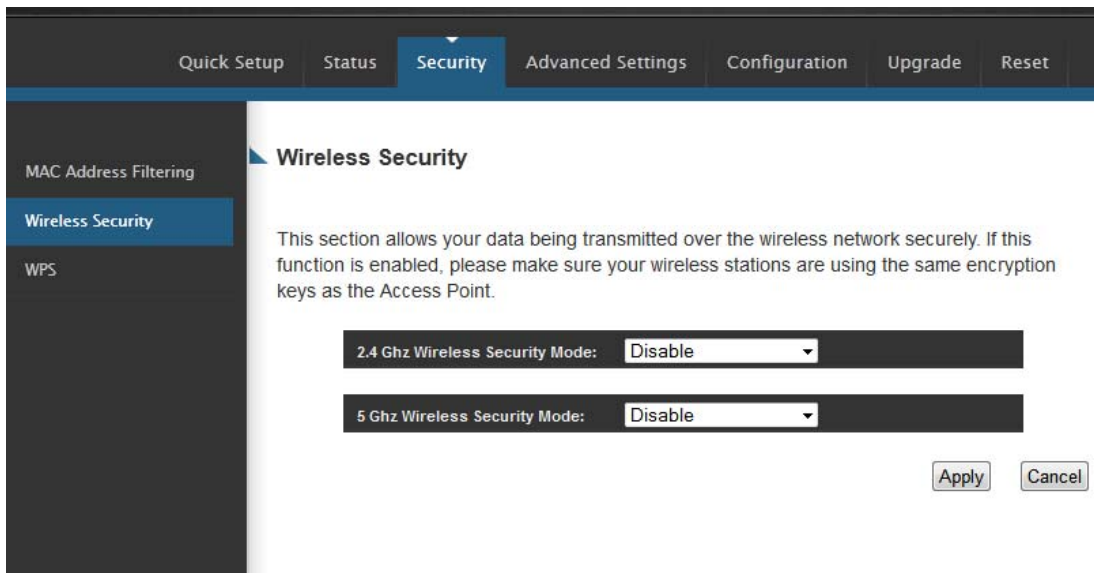 Quick Setup
Status
Security
Advanced Settings
Configuration
Upgrade
Reset
MAC Address Filtering
Wireless Security
WPS
Wireless Security
This section allows your data being transmitted over the wireless network securely. If this
function is enabled, please make sure your wireless stations are using the same encryption
keys as the Access Point.
2.4 Ghz Wireless Security Mode: Disable
5 Ghz Wireless Security Mode: Disable
Apply Cancel